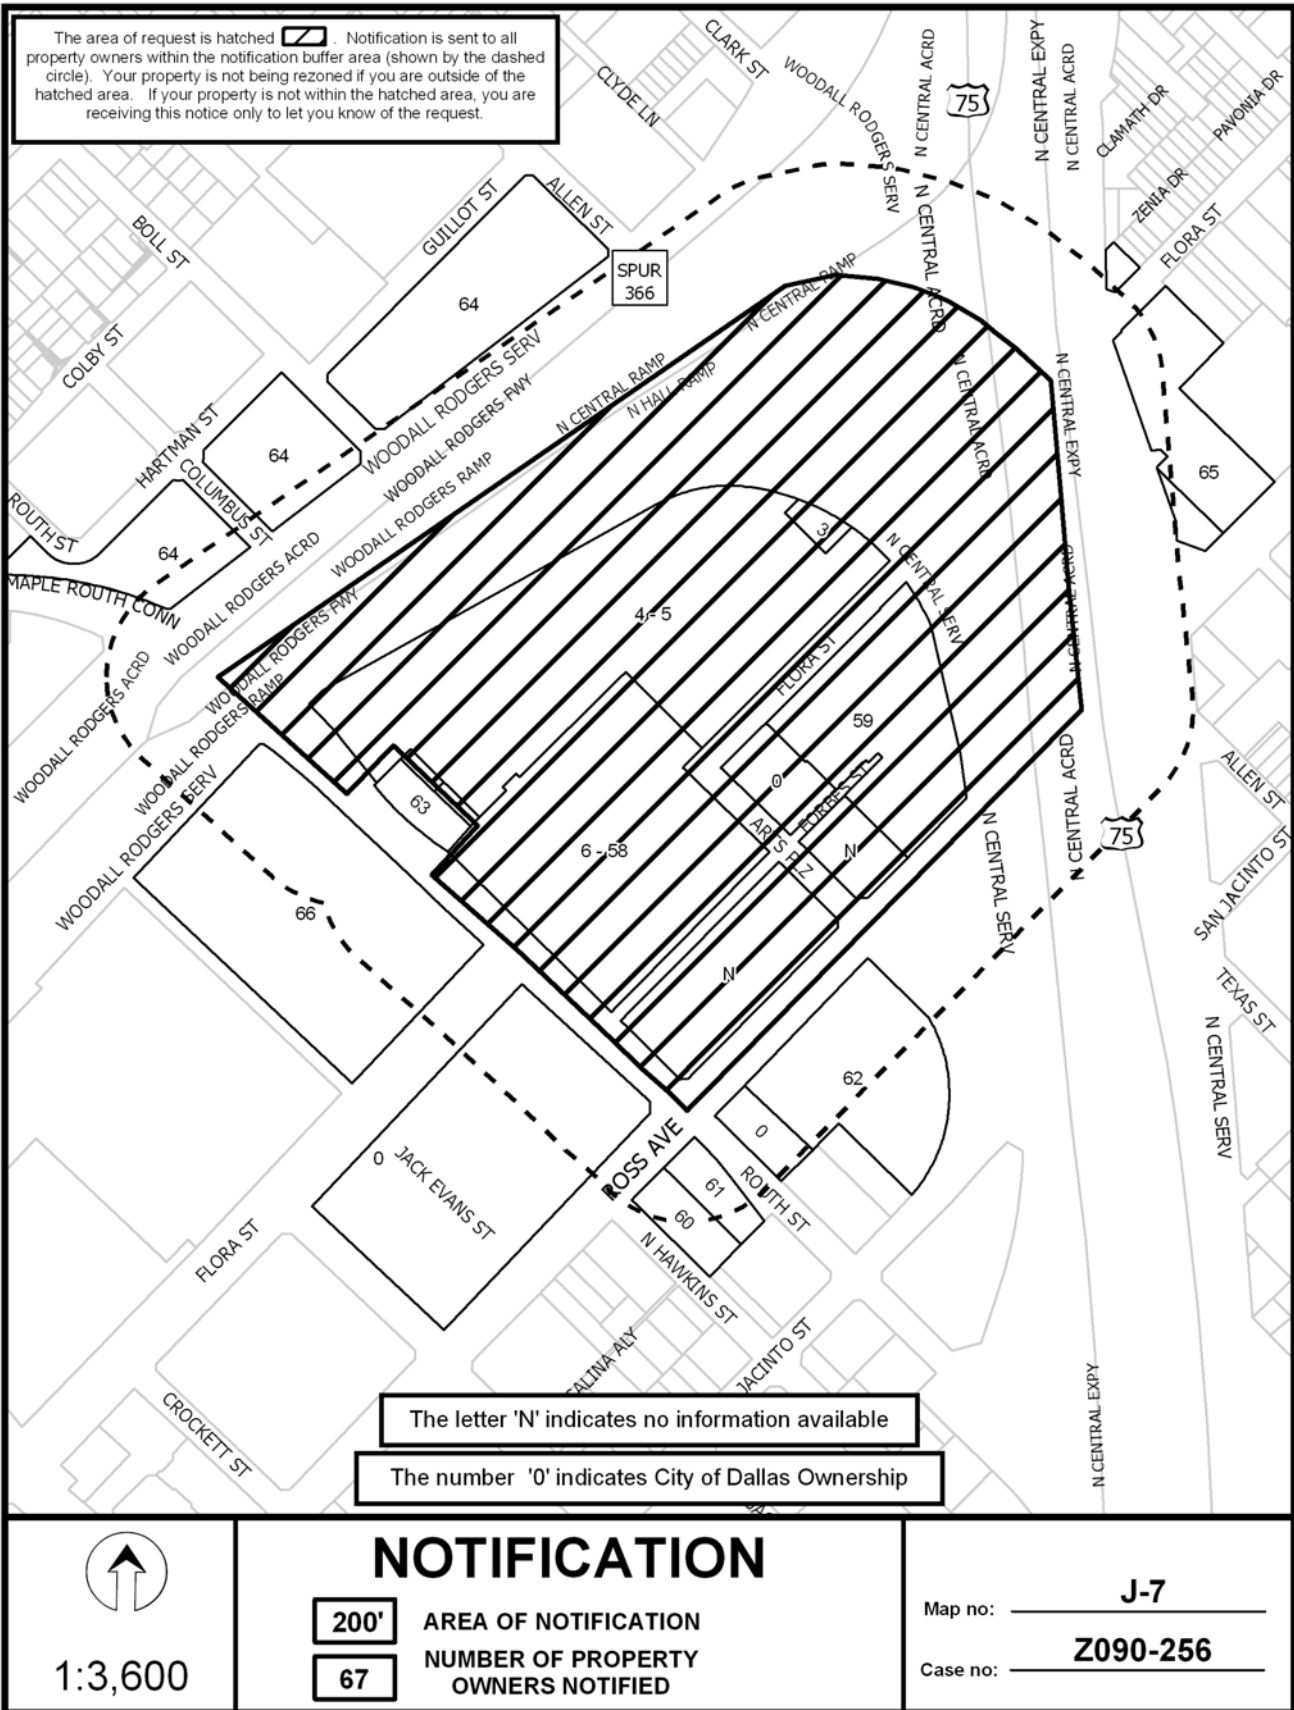 The area of request is hatched . Notification is sent to all
property owners within the notification buffer area (shown by the dashed
circle). Your property is not being rezoned if you are outside of the
hatched area. If your property is not within the hatched area, you are
receiving this notice only to let you know of the request.
CLARK ST
CLYDE LN
WOODALL RODGERS SERV
N CENTRAL ACRD
75
N CENTRAL EXPY
N CENTRAL ACRD
CLAMATH DR
PAVONIA DR
ZENIA DR
FLORA ST
BOLL ST
GUILLOT ST
ALLEN ST
SPUR
366
N CENTRAL ACRD
64
COLBY ST
N CENTRAL RAMP
WOODALL RODGERS SERV
N CENTRAL RAMP
N HALL RAMP
N CENTRAL ACRD
N CENTRAL EXPY
WOODALL RODGERS FWY
HARTMAN ST
64
COLUMBUS ST
WOODALL RODGERS RAMP
65
ROUTH ST
64
3
N CENTRAL SERV
MAPLE ROUTH CONN
WOODALL RODGERS ACRD
WOODALL RODGERS FWY
4 - 5
N CENTRAL ACRD
FLORA ST
WOODALL RODGERS ACRD
WOODALL RODGERS RAMP
59
WOODALL RODGERS RAMP
WOODALL RODGERS SERV
63
0
FORBES ST
ARTS PLZ
6 - 58
N
N CENTRAL ACRD
75
ALLEN ST
SAN JACINTO ST
66
N CENTRAL SERV
N
TEXAS ST
N CENTRAL SERV
62
0
ROSS AVE
0
JACK EVANS ST
61
60
ROUTH ST
FLORA ST
N HAWKINS ST
JACINTO ST
ALINA ALY
CROCKETT ST
N CENTRAL EXPY
The letter 'N' indicates no information available
The number '0' indicates City of Dallas Ownership
1:3,600
NOTIFICATION
200' AREA OF NOTIFICATION
67 NUMBER OF PROPERTY
OWNERS NOTIFIED
Map no: J-7
Case no: Z090-256